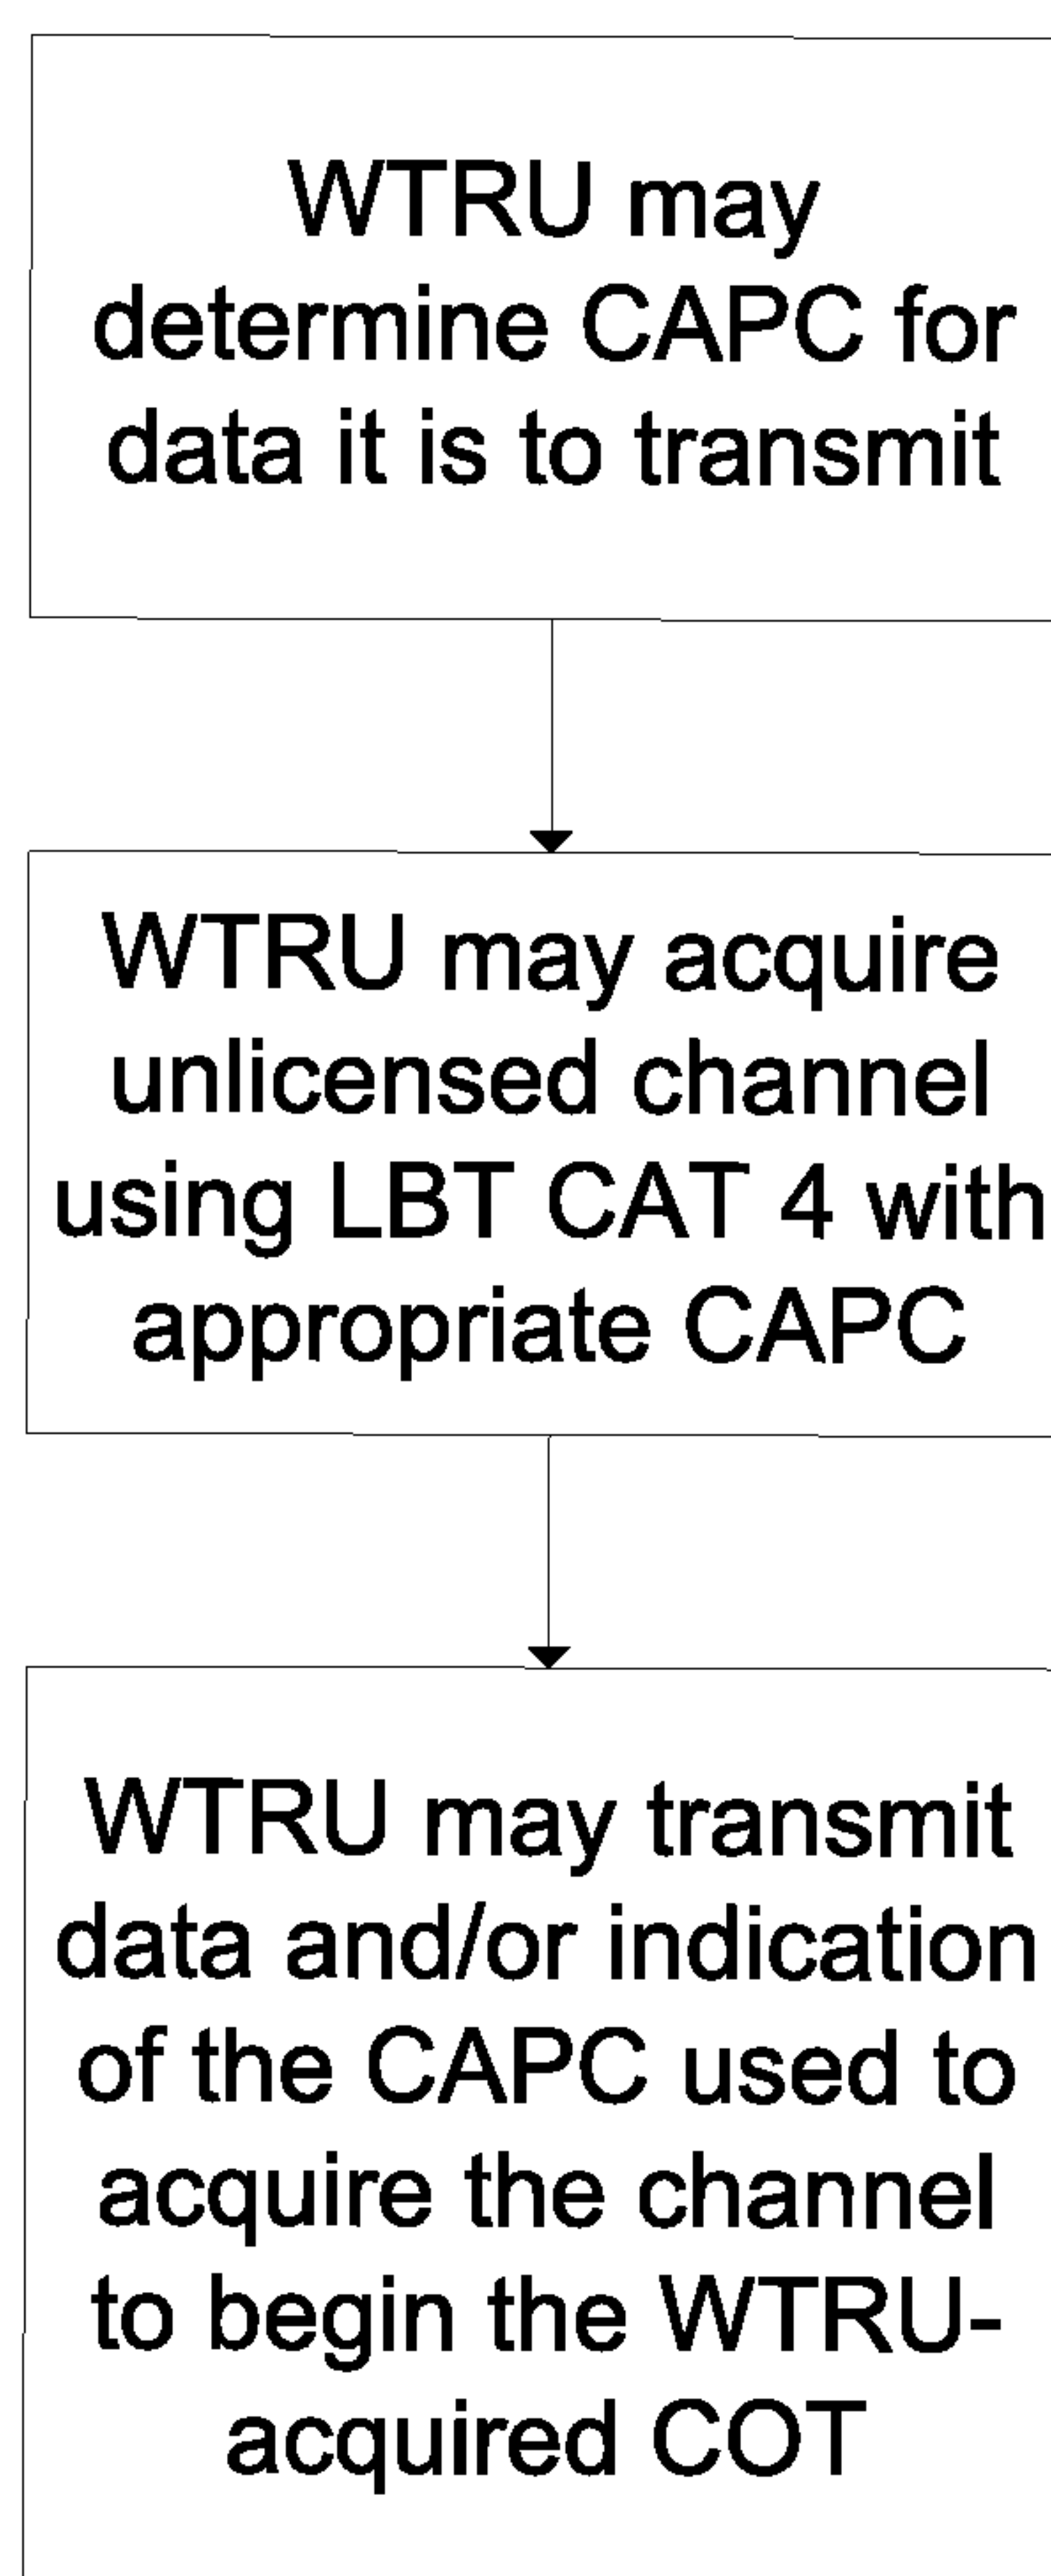 WTRU may
determine CAPC for
data it is to transmit
WTRU may acquire
unlicensed channel
using LBT CAT 4 with
appropriate CAPC
WTRU may transmit
data and/or indication
of the CAPC used to
acquire the channel
to begin the WTRU-
acquired COT